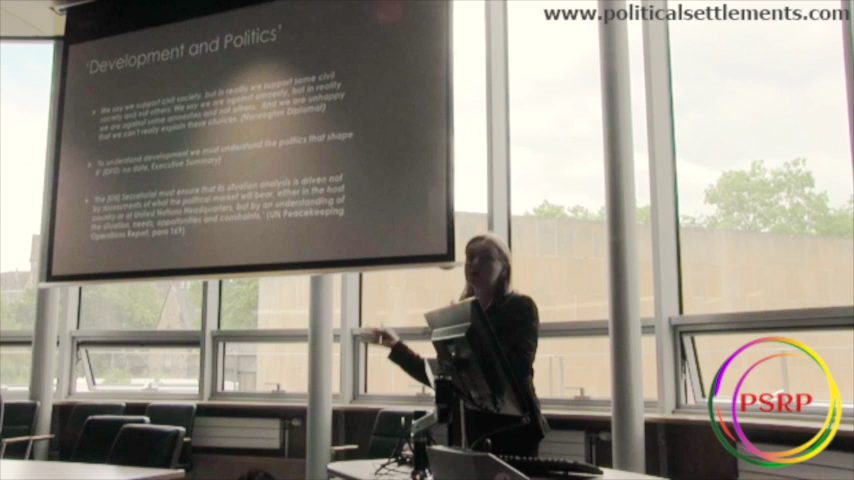 www.politicalsettlements.com
'Development and Politics'
We say we support civil society, but in reality we support some civil
society and not others. We say we are against amnesty, but in reality
we are against some amnesties and not others. And we are unhappy
that we can't really explain these choices. (Norwegian Diplomat)
'to understand development we must understand the politics that shape
it' (DFID: no date, Executive Summary)
'The [UN] Secretariat must ensure that its situation analysis is driven not
by assessments of what the political market will bear, either in the host
country or at United Nations Headquarters, but by an understanding of
the situation, needs, opportunities and constraints.' (UN Peacekeeping
Operations Report, para 169)
PSRP